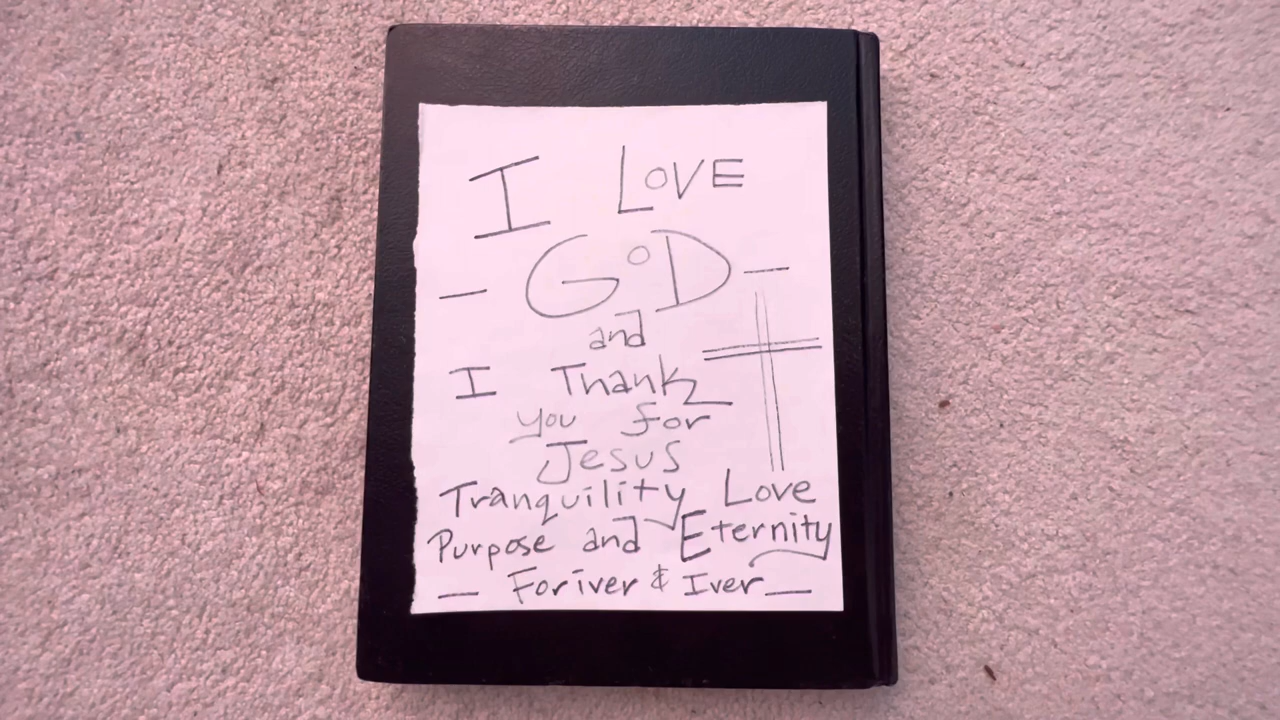 I LOVE
- GOD -
and
I Thank
you for
Jesus
Tranquility Love
Purpose and Eternity
- Foriver & Iver -